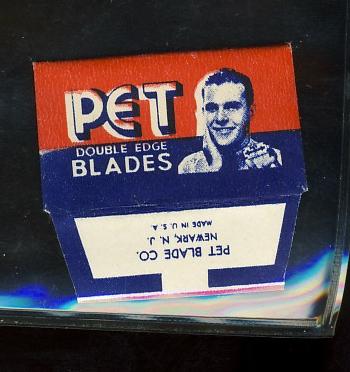 PET
DOUBLE EDGE
BLADES
PET BLADE CO.
NEWARK, N. J.
MADE IN U. S. A.